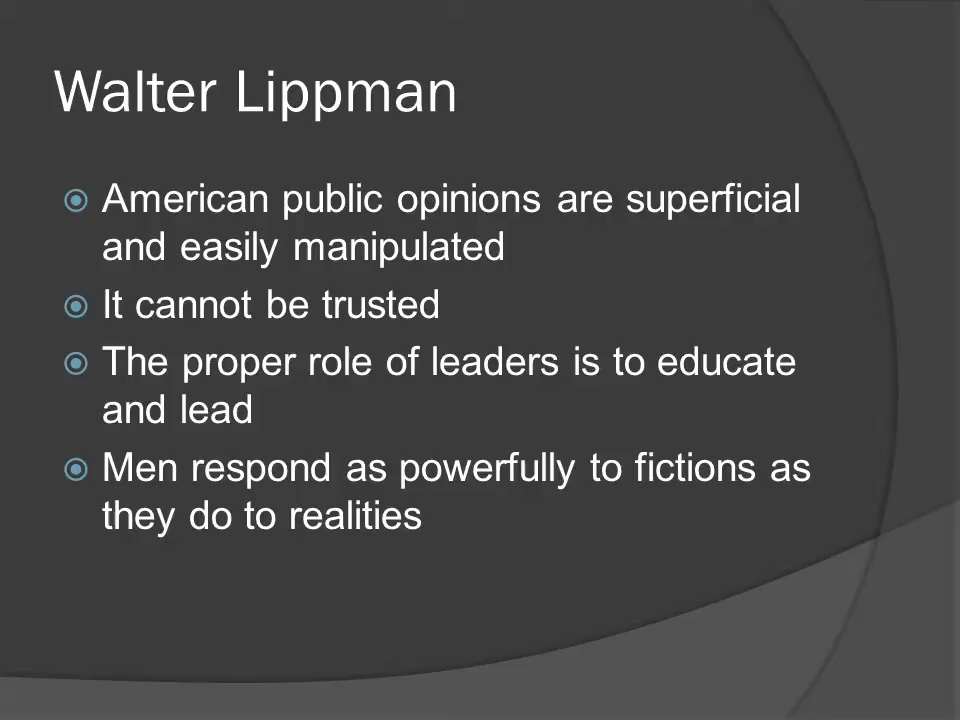 Walter Lippman
American public opinions are superficial
and easily manipulated
It cannot be trusted
The proper role of leaders is to educate
and lead
Men respond as powerfully to fictions as
they do to realities